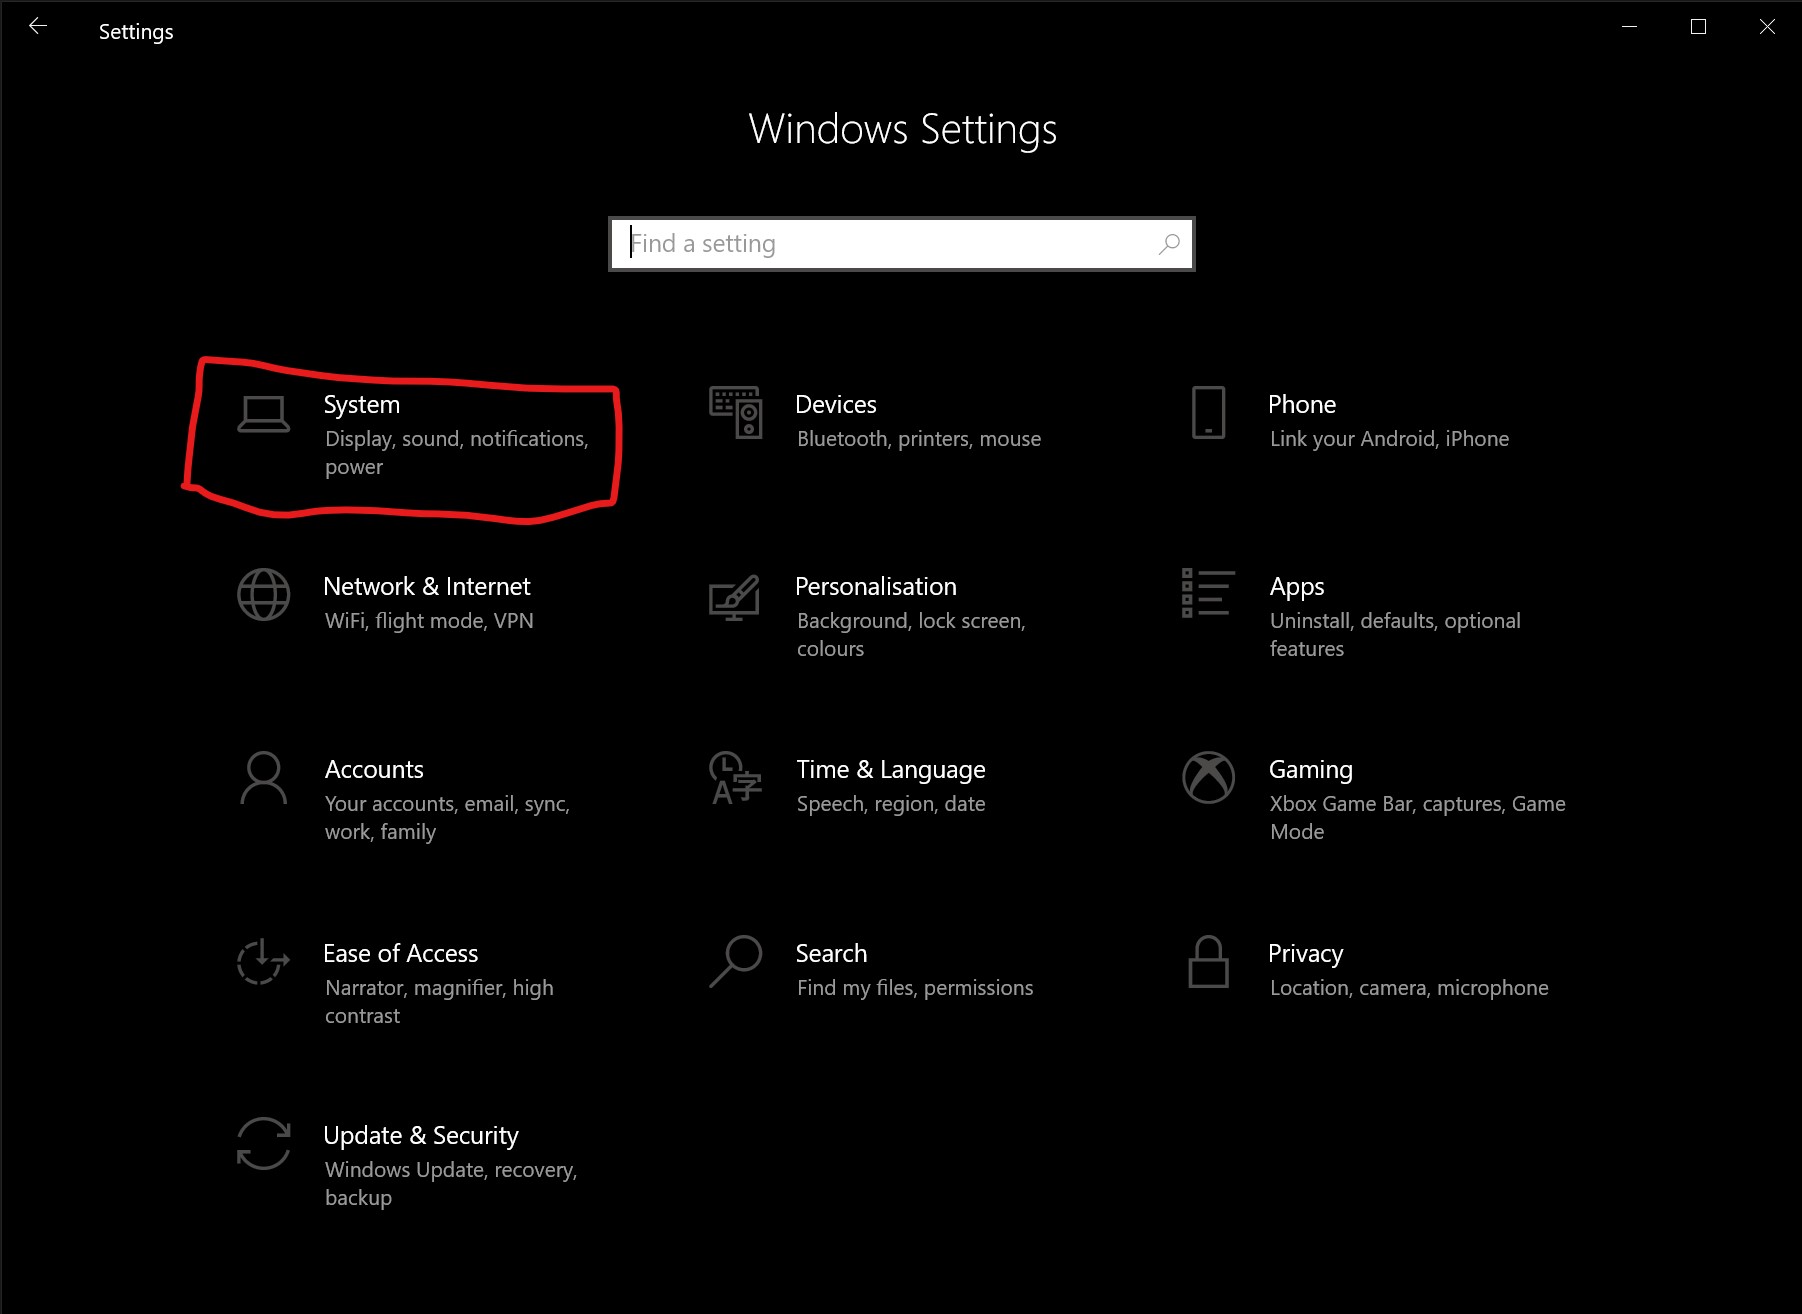 Settings
Windows Settings
Find a setting
System
Display, sound, notifications,
power
Devices
Bluetooth, printers, mouse
Phone
Link your Android, iPhone
Network & Internet
WiFi, flight mode, VPN
Personalisation
Background, lock screen,
colours
Apps
Uninstall, defaults, optional
features
Accounts
Your accounts, email, sync,
work, family
Time & Language
Speech, region, date
Gaming
Xbox Game Bar, captures, Game
Mode
Ease of Access
Narrator, magnifier, high
contrast
Search
Find my files, permissions
Privacy
Location, camera, microphone
Update & Security
Windows Update, recovery,
backup